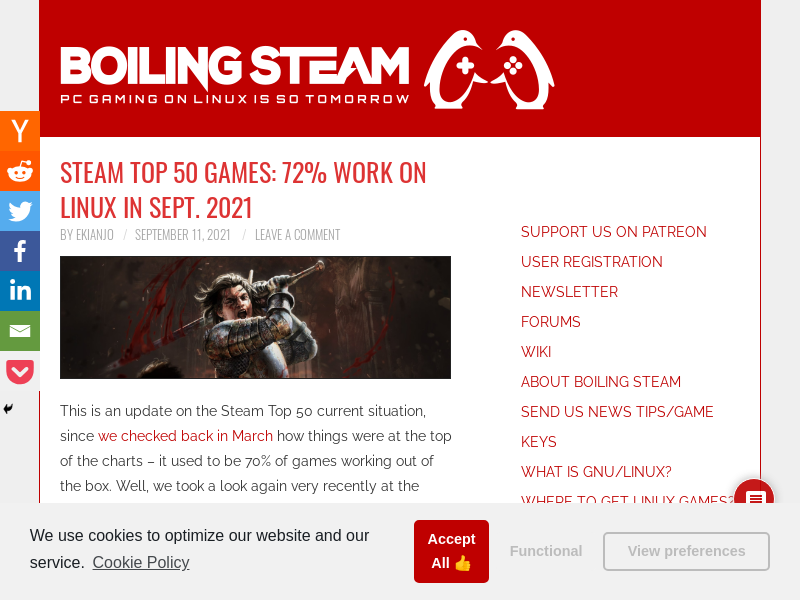 BOILING STEAM
PC GAMING ON LINUX IS SO TOMORROW
STEAM TOP 50 GAMES: 72% WORK ON
LINUX IN SEPT. 2021
BY EKIANJO / SEPTEMBER 11, 2021 / LEAVE A COMMENT
This is an update on the Steam Top 50 current situation,
since we checked back in March how things were at the top
of the charts – it used to be 70% of games working out of
the box. Well, we took a look again very recently at the
SUPPORT US ON PATREON
USER REGISTRATION
NEWSLETTER
FORUMS
WIKI
ABOUT BOILING STEAM
SEND US NEWS TIPS/GAME
KEYS
WHAT IS GNU/LINUX?
WHERE TO GET LINUX GAMES?
We use cookies to optimize our website and our
service. Cookie Policy
Accept
All 👍
Functional
View preferences